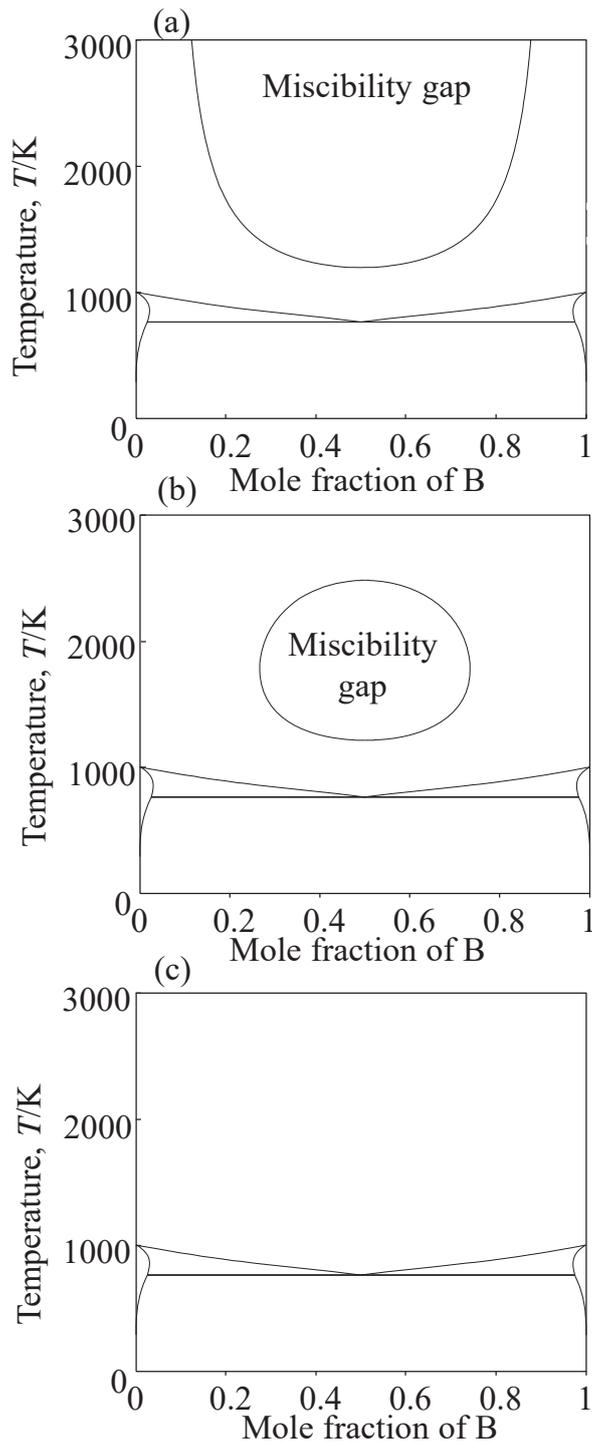 (a)
3000
Miscibility gap
2000
1000
0
Temperature, T/K
0 0.2 0.4 0.6 0.8 1
Mole fraction of B
(b)
3000
Miscibility
gap
2000
1000
0
Temperature, T/K
0 0.2 0.4 0.6 0.8 1
Mole fraction of B
(c)
3000
2000
1000
0
Temperature, T/K
0 0.2 0.4 0.6 0.8 1
Mole fraction of B